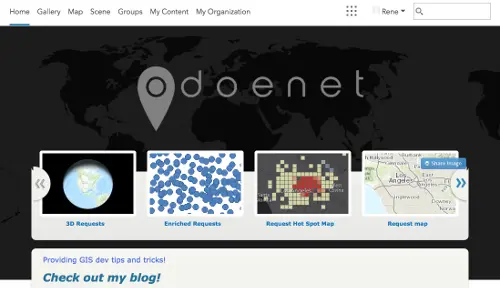 Home Gallery Map Scene Groups My Content My Organization Rene
odoenet
Share Image
3D Requests Enriched Requests Request Hot Spot Map Request map
Providing GIS dev tips and tricks!
Check out my blog!